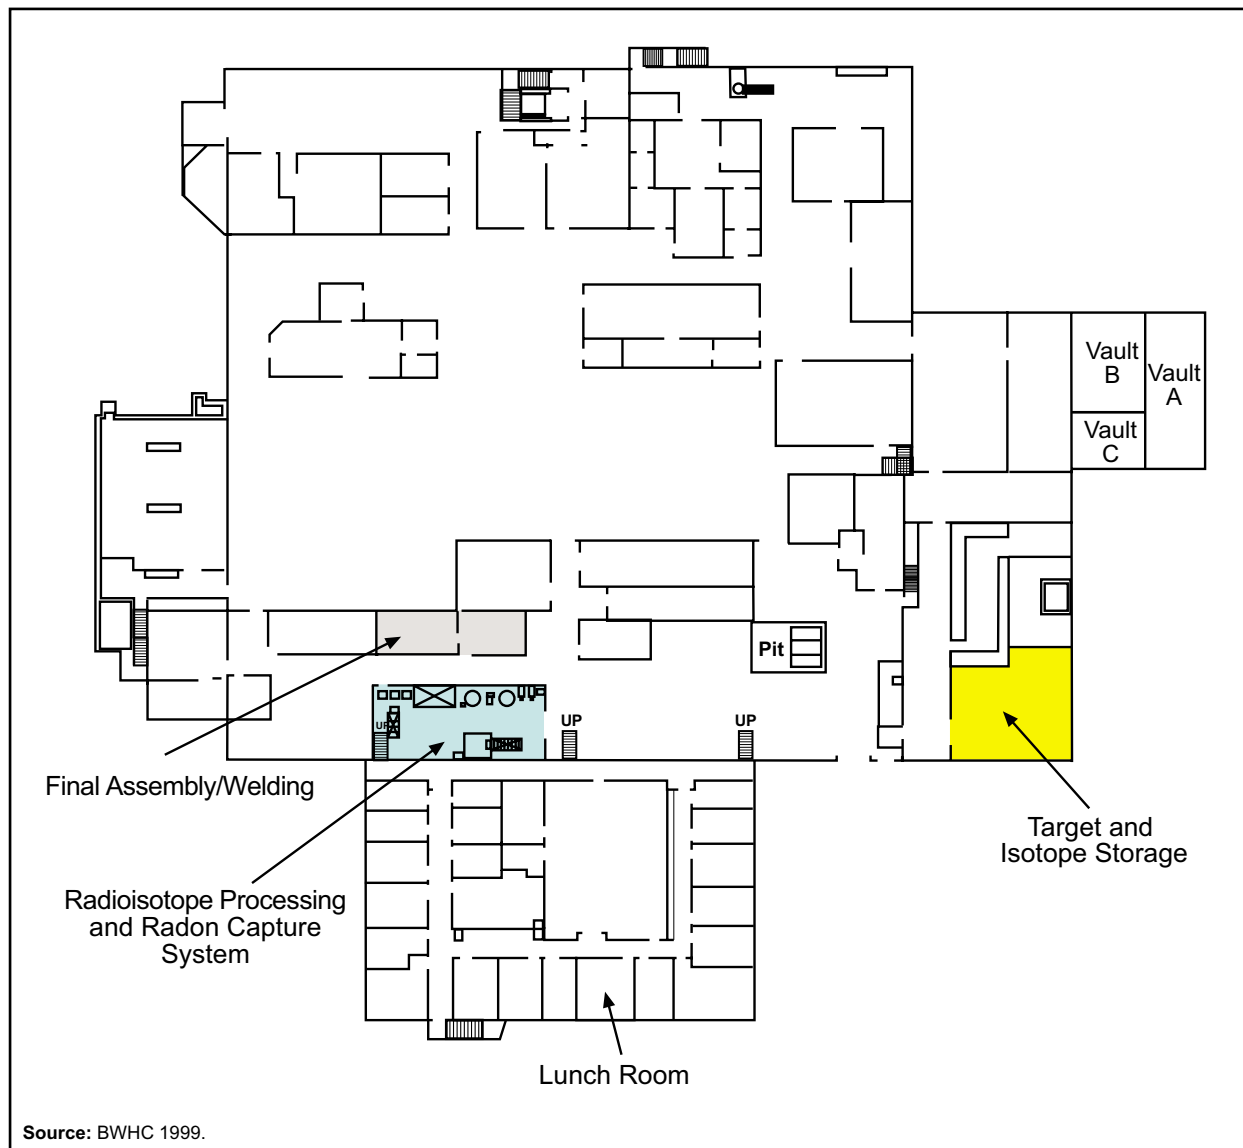 Vault
B
Vault
A
Vault
C
Pit
UP
UP
UP
Final Assembly/Welding
Target and
Isotope Storage
Radioisotope Processing
and Radon Capture
System
Lunch Room
Source: BWHC 1999.